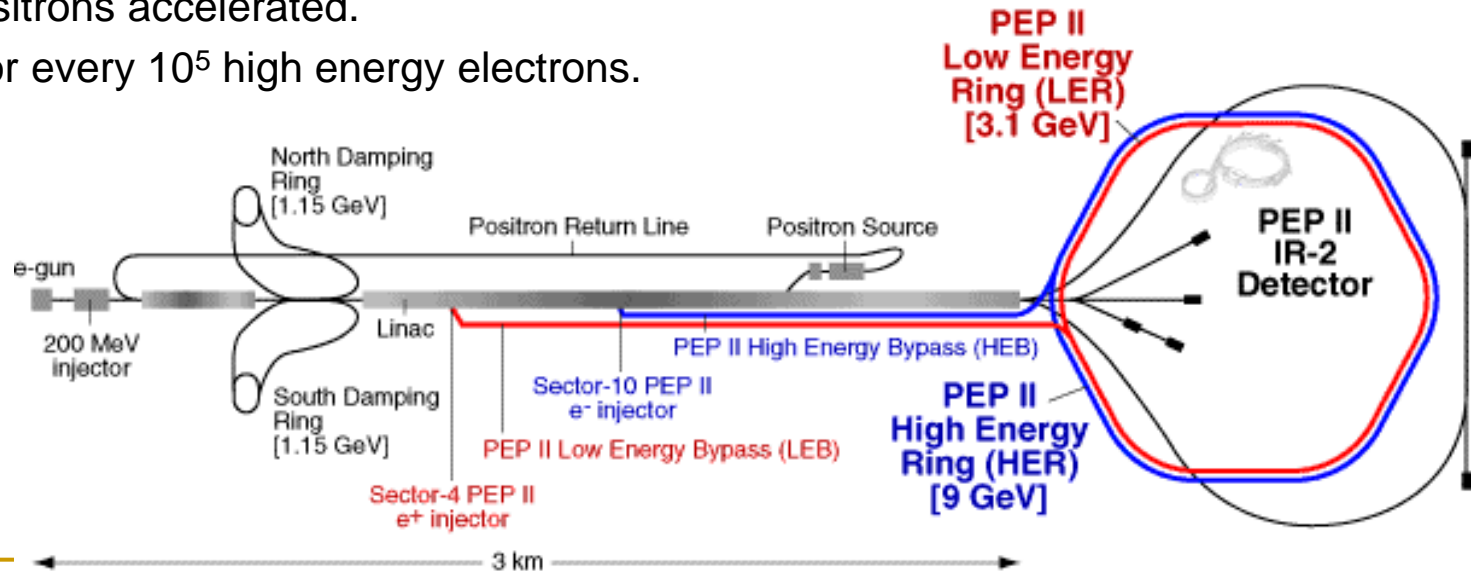 sitrons accelerated.
or every 10⁵ high energy electrons.
PEP II
Low Energy
Ring (LER)
[3.1 GeV]
North Damping
Ring
[1.15 GeV]
Positron Return Line
Positron Source
PEP II
IR-2
Detector
e-gun
Linac
200 MeV
injector
PEP II High Energy Bypass (HEB)
Sector-10 PEP II
e- injector
South Damping
Ring
[1.15 GeV]
PEP II
High Energy
Ring (HER)
[9 GeV]
PEP II Low Energy Bypass (LEB)
Sector-4 PEP II
e+ injector
3 km